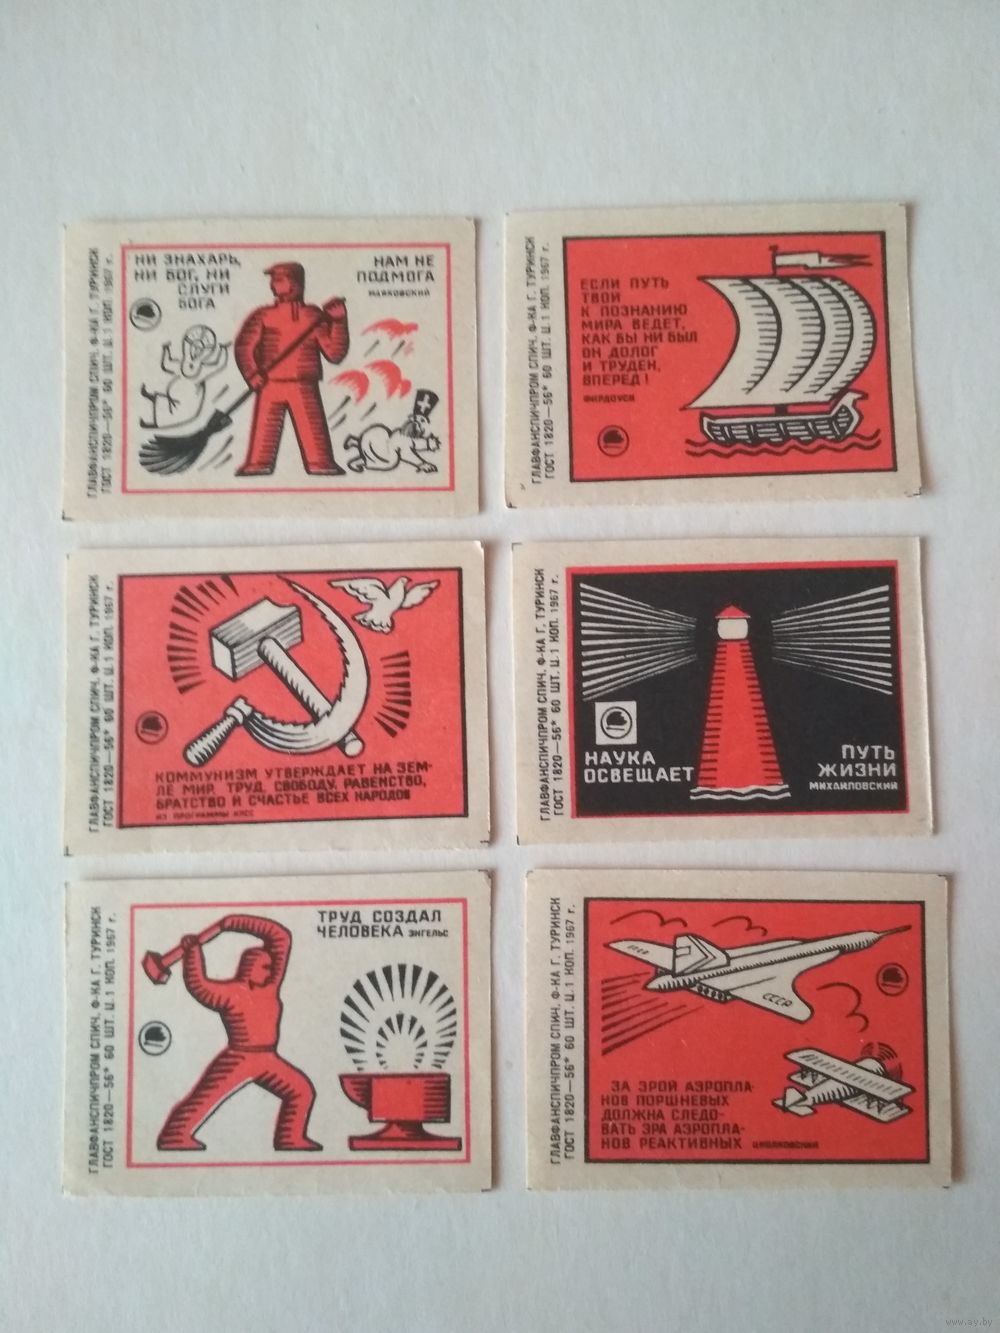 ГЛАВФАНСПИЧПРОМ СПИЧ. Ф-КА Г. ТУРИНСК
ГОСТ 1820—56* 60 ШТ. Ц. 1 КОП. 1967 г.
НИ ЗНАХАРЬ,
НИ БОГ, НИ
СЛУГИ
БОГА
НАМ НЕ
ПОДМОГА
МАЯКОВСКИЙ
ГЛАВФАНСПИЧПРОМ СПИЧ. Ф-КА Г. ТУРИНСК
ГОСТ 1820—56* 60 ШТ. Ц. 1 КОП. 1967 г.
ЕСЛИ ПУТЬ
ТВОЙ
К ПОЗНАНИЮ
МИРА ВЕДЕТ,
КАК БЫ НИ БЫЛ
ОН ДОЛОГ
И ТРУДЕН,
ВПЕРЕД!
ФИРДОУСИ
ГЛАВФАНСПИЧПРОМ СПИЧ. Ф-КА Г. ТУРИНСК
ГОСТ 1820—56* 60 ШТ. Ц. 1 КОП. 1967 г.
КОММУНИЗМ УТВЕРЖДАЕТ НА ЗЕМ-
ЛЕ МИР, ТРУД, СВОБОДУ, РАВЕНСТВО,
БРАТСТВО И СЧАСТЬЕ ВСЕХ НАРОДОВ
ИЗ ПРОГРАММЫ КПСС
ГЛАВФАНСПИЧПРОМ СПИЧ. Ф-КА Г. ТУРИНСК
ГОСТ 1820—56* 60 ШТ. Ц. 1 КОП. 1967 г.
НАУКА
ОСВЕЩАЕТ
ПУТЬ
ЖИЗНИ
МИХАЙЛОВСКИЙ
ГЛАВФАНСПИЧПРОМ СПИЧ. Ф-КА Г. ТУРИНСК
ГОСТ 1820—56* 60 ШТ. Ц. 1 КОП. 1967 г.
ТРУД СОЗДАЛ
ЧЕЛОВЕКА ЭНГЕЛЬС
ГЛАВФАНСПИЧПРОМ СПИЧ. Ф-КА Г. ТУРИНСК
ГОСТ 1820—56* 60 ШТ. Ц. 1 КОП. 1967 г.
СССР
СССР
ЗА ЭРОЙ АЭРОПЛА-
НОВ ПОРШНЕВЫХ
ДОЛЖНА СЛЕДО-
ВАТЬ ЭРА АЭРОПЛА-
НОВ РЕАКТИВНЫХ ЦИОЛКОВСКИЙ
www.ay.by